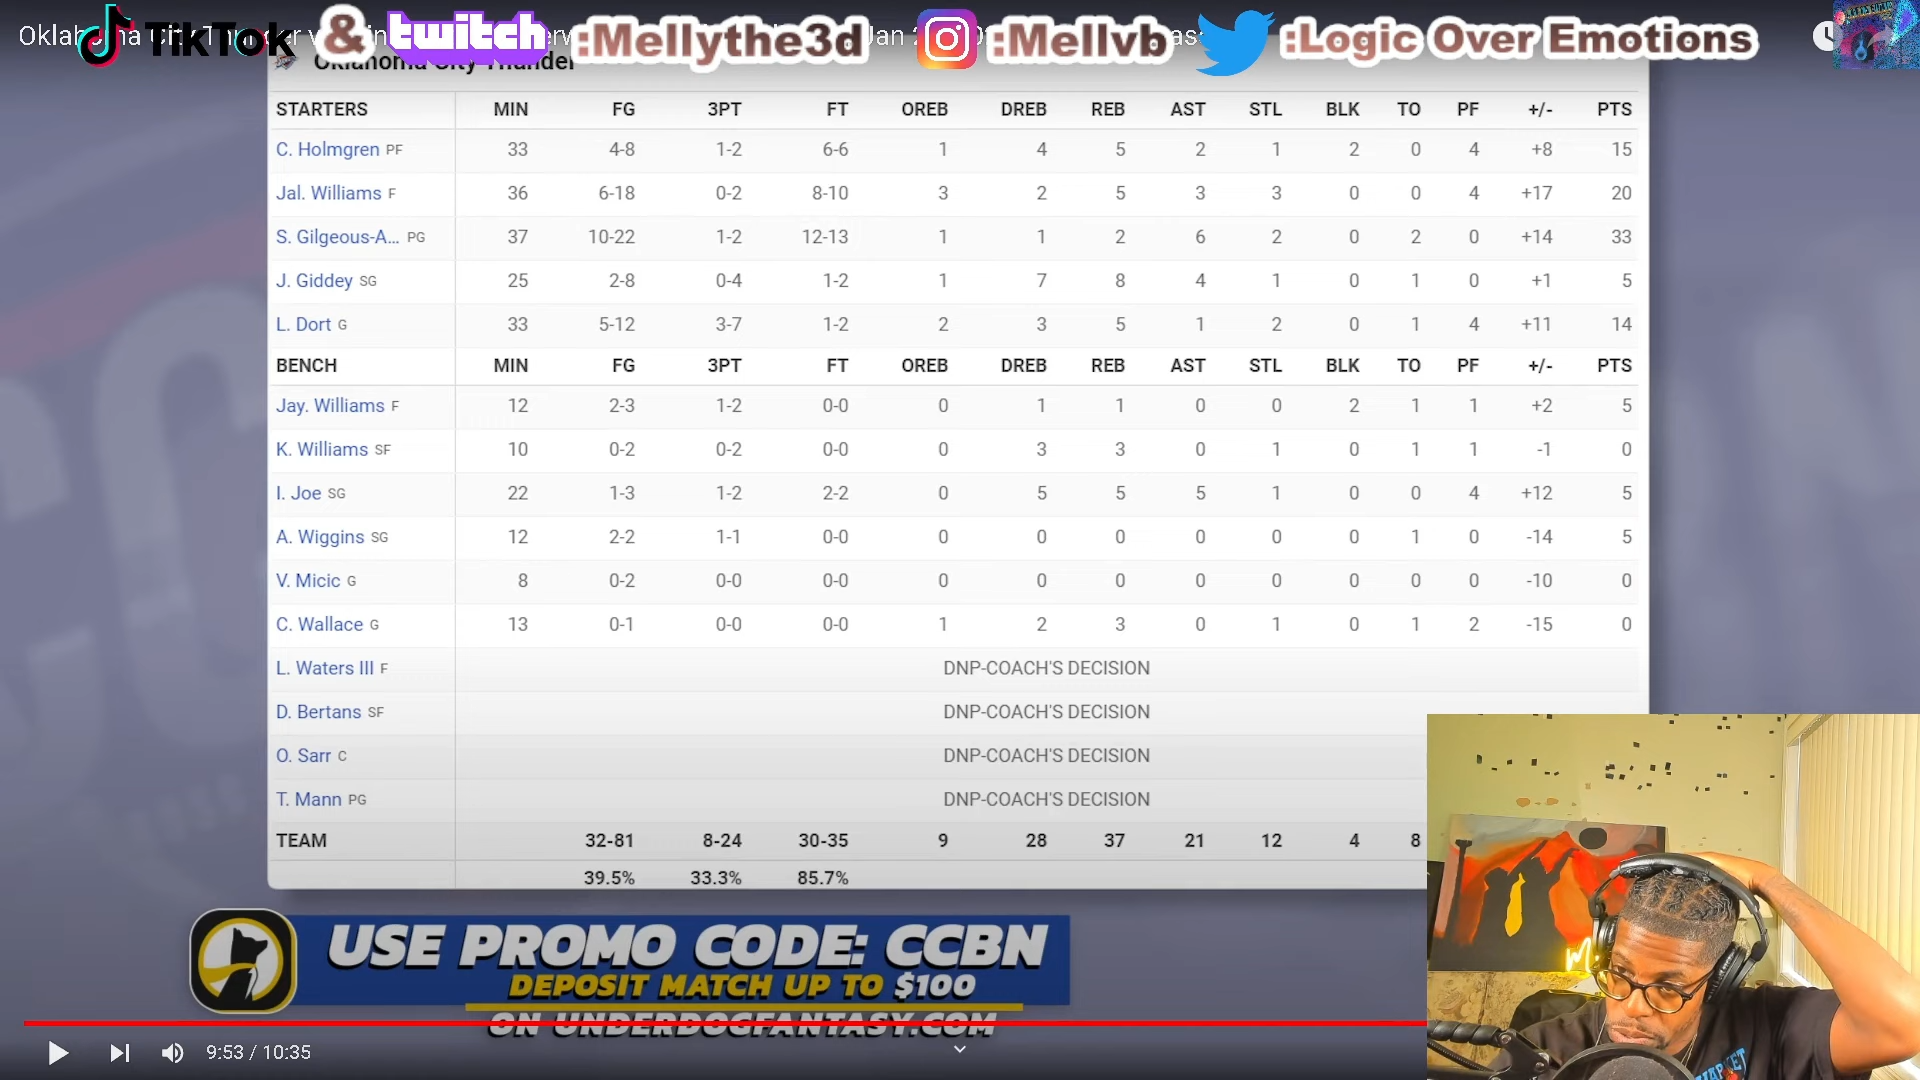 TikTok & twitch :Mellythe3d :Mellvb :Logic Over Emotions
Oklahoma City Thunder
STARTERS MIN FG 3PT FT OREB DREB REB AST STL BLK TO PF +/- PTS
C. Holmgren PF 33 4-8 1-2 6-6 1 4 5 2 1 2 0 4 +8 15
Jal. Williams F 36 6-18 0-2 8-10 3 2 5 3 3 0 0 4 +17 20
S. Gilgeous-A... PG 37 10-22 1-2 12-13 1 1 2 6 2 0 2 0 +14 33
J. Giddey SG 25 2-8 0-4 1-2 1 7 8 4 1 0 1 0 +1 5
L. Dort G 33 5-12 3-7 1-2 2 3 5 1 2 0 1 4 +11 14
BENCH MIN FG 3PT FT OREB DREB REB AST STL BLK TO PF +/- PTS
Jay. Williams F 12 2-3 1-2 0-0 0 1 1 0 0 2 1 1 +2 5
K. Williams SF 10 0-2 0-2 0-0 0 3 3 0 1 0 1 1 -1 0
I. Joe SG 22 1-3 1-2 2-2 0 5 5 5 1 0 0 4 +12 5
A. Wiggins SG 12 2-2 1-1 0-0 0 0 0 0 0 0 1 0 -14 5
V. Micic G 8 0-2 0-0 0-0 0 0 0 0 0 0 0 0 -10 0
C. Wallace G 13 0-1 0-0 0-0 1 2 3 0 1 0 1 2 -15 0
L. Waters III F DNP-COACH'S DECISION
D. Bertans SF DNP-COACH'S DECISION
O. Sarr C DNP-COACH'S DECISION
T. Mann PG DNP-COACH'S DECISION
TEAM 32-81 8-24 30-35 9 28 37 21 12 4 8
39.5% 33.3% 85.7%
USE PROMO CODE: CCBN
DEPOSIT MATCH UP TO $100
ON UNDERDOGFANTASY.COM
9:53 / 10:35